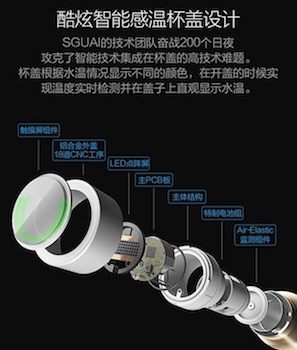 酷炫智能感温杯盖设计
SGUAI的技术团队奋战200个日夜
攻克了智能技术集成在杯盖的高技术难题。
杯盖根据水温情况显示不同的颜色，在开盖的时候实
现温度实时检测并在盖子上直观显示水温。
触摸屏组件
铝合金外盖
18道CNC工序
LED点阵屏
主PCB板
主体结构
特制电池组
Air-Elastic
监测组件